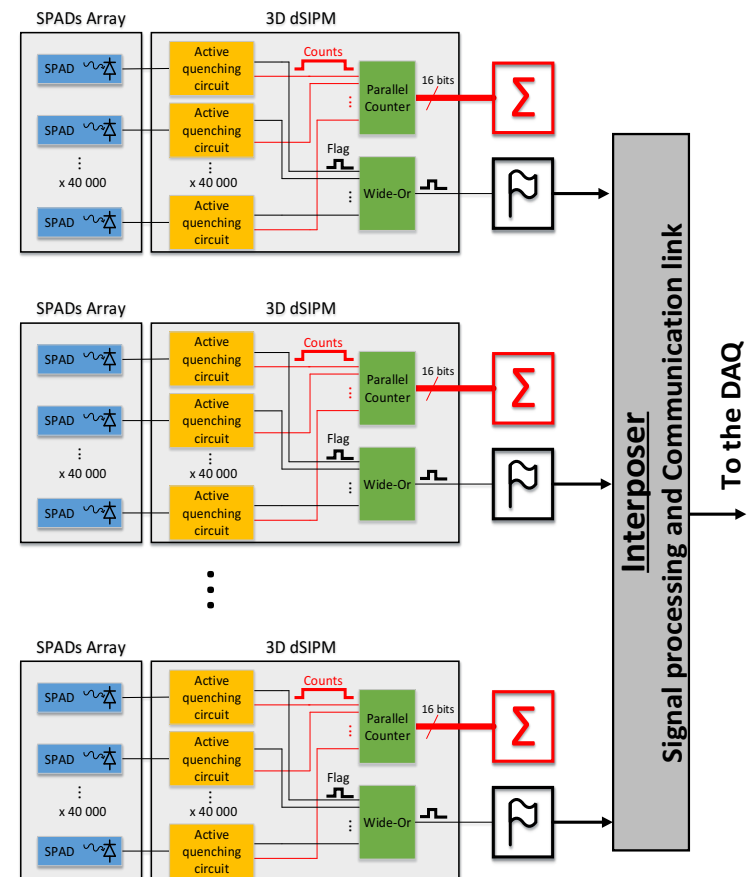 SPADs Array
3D dSIPM
SPAD
Active
quenching
circuit
Counts
Parallel
Counter
16 bits
Σ
SPAD
Active
quenching
circuit
Flag
Wide-Or
x 40 000
x 40 000
SPAD
Active
quenching
circuit
SPADs Array
3D dSIPM
SPAD
Active
quenching
circuit
Counts
Parallel
Counter
16 bits
Σ
SPAD
Active
quenching
circuit
Flag
Wide-Or
x 40 000
x 40 000
SPAD
Active
quenching
circuit
SPADs Array
3D dSIPM
SPAD
Active
quenching
circuit
Counts
Parallel
Counter
16 bits
Σ
SPAD
Active
quenching
circuit
Flag
Wide-Or
x 40 000
x 40 000
SPAD
Active
quenching
circuit
Interposer
Signal processing and Communication link
To the DAQ